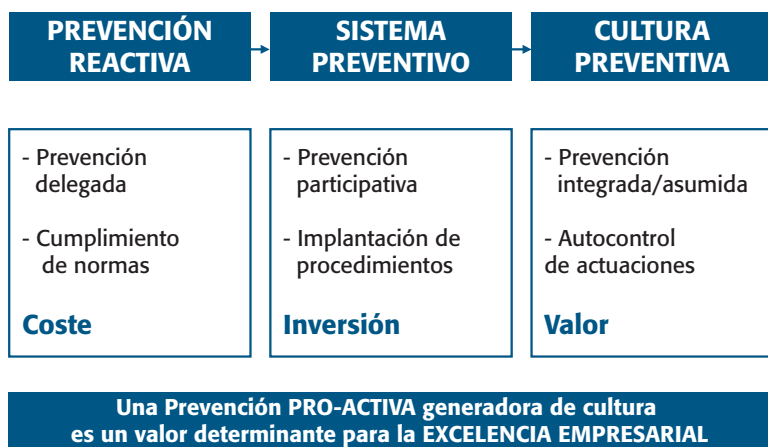 PREVENCIÓN
REACTIVA
SISTEMA
PREVENTIVO
CULTURA
PREVENTIVA
- Prevención
delegada
- Cumplimiento
de normas
Coste
- Prevención
participativa
- Implantación de
procedimientos
Inversión
- Prevención
integrada/asumida
- Autocontrol
de actuaciones
Valor
Una Prevención PRO-ACTIVA generadora de cultura
es un valor determinante para la EXCELENCIA EMPRESARIAL